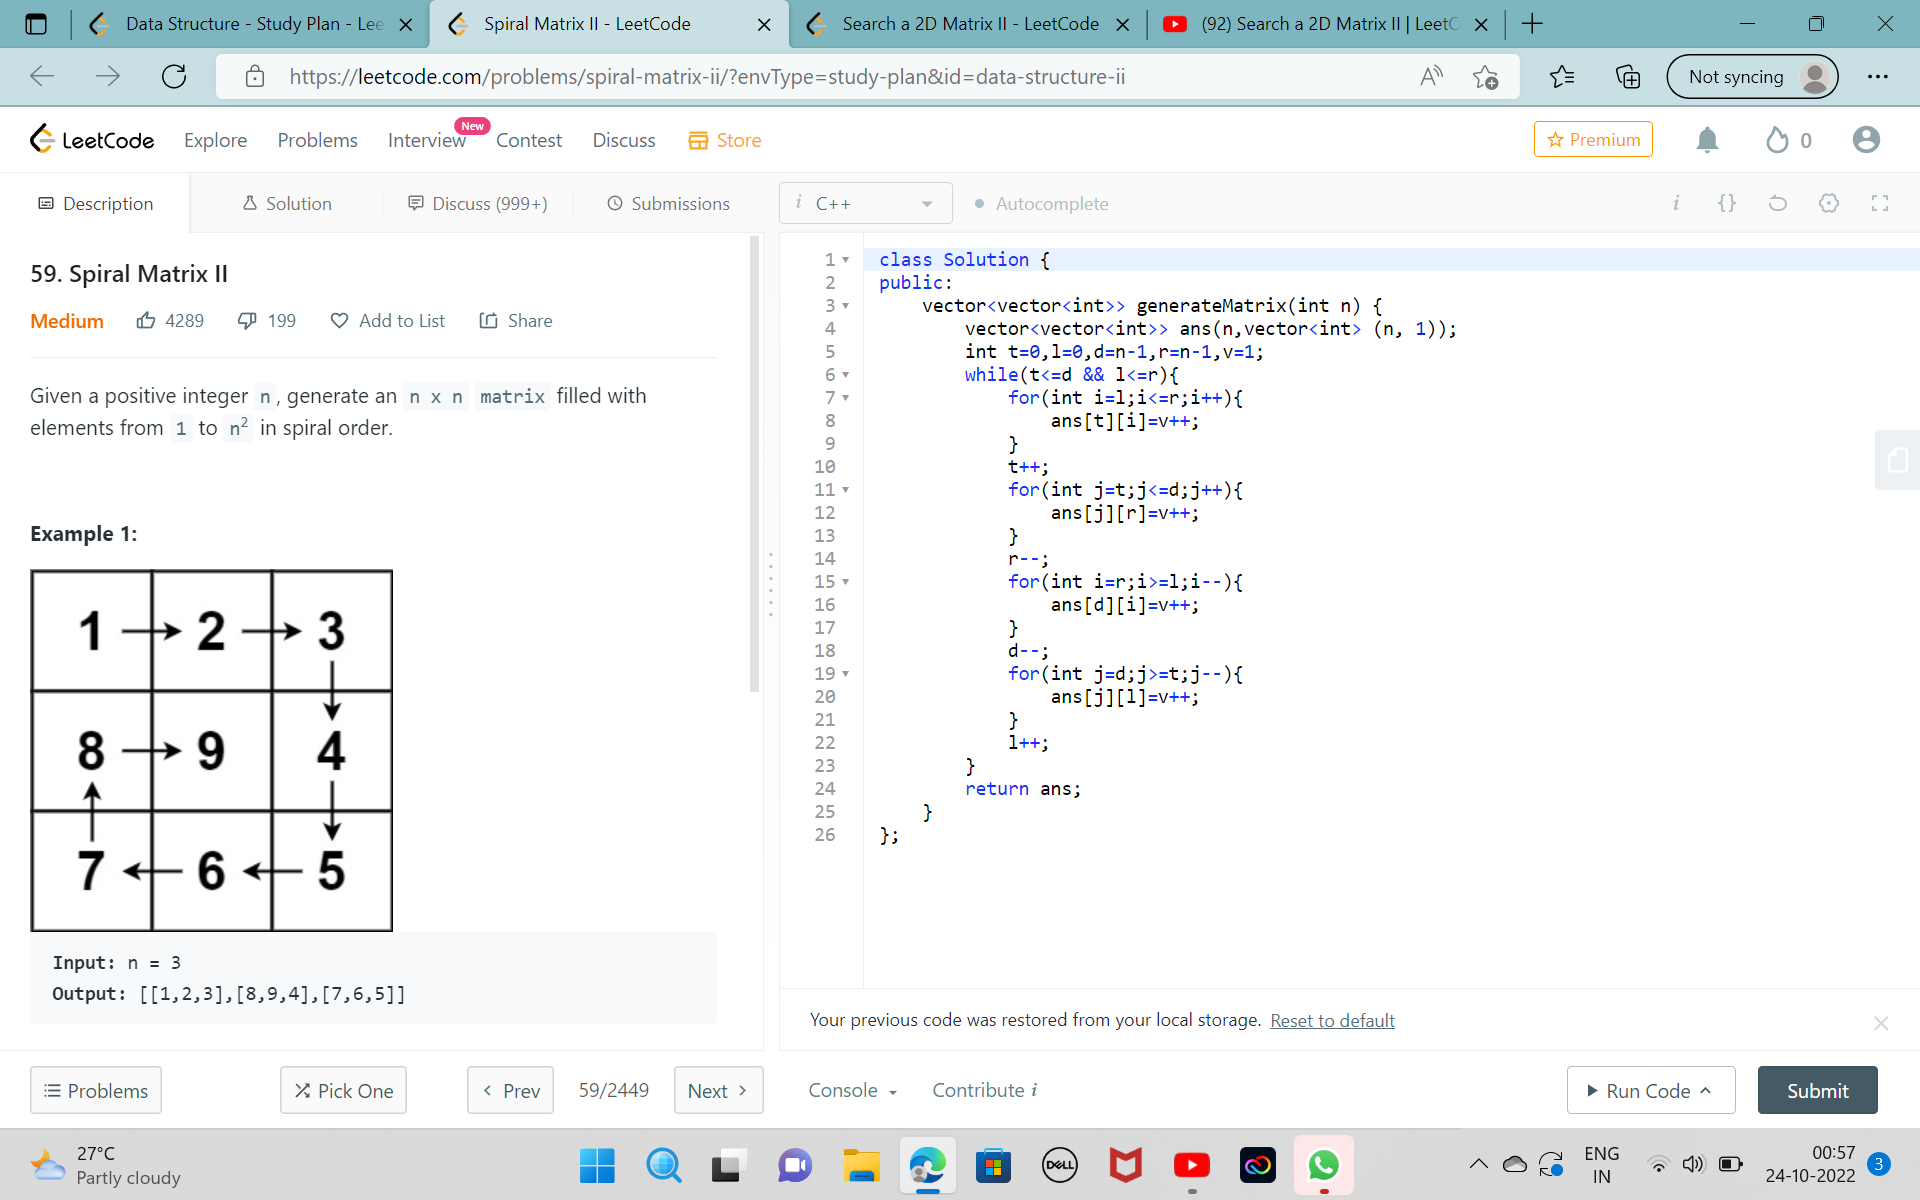 Data Structure - Study Plan - Lee
Spiral Matrix II - LeetCode
Search a 2D Matrix II - LeetCode
(92) Search a 2D Matrix II | LeetC
https://leetcode.com/problems/spiral-matrix-ii/?envType=study-plan&id=data-structure-ii
Not syncing
LeetCode
Explore
Problems
Interview
New
Contest
Discuss
Store
Premium
0
Description
Solution
Discuss (999+)
Submissions
i C++
Autocomplete
i
{}
59. Spiral Matrix II
Medium
4289
199
Add to List
Share
Given a positive integer n, generate an n x n matrix filled with
elements from 1 to n² in spiral order.
Example 1:
1 2 3
8 9 4
7 6 5
Input: n = 3
Output: [[1,2,3],[8,9,4],[7,6,5]]
1 class Solution {
2 public:
3 vector<vector<int>> generateMatrix(int n) {
4 vector<vector<int>> ans(n,vector<int> (n, 1));
5 int t=0,l=0,d=n-1,r=n-1,v=1;
6 while(t<=d && l<=r){
7 for(int i=l;i<=r;i++){
8 ans[t][i]=v++;
9 }
10 t++;
11 for(int j=t;j<=d;j++){
12 ans[j][r]=v++;
13 }
14 r--;
15 for(int i=r;i>=l;i--){
16 ans[d][i]=v++;
17 }
18 d--;
19 for(int j=d;j>=t;j--){
20 ans[j][l]=v++;
21 }
22 l++;
23 }
24 return ans;
25 }
26 };
Your previous code was restored from your local storage. Reset to default
Problems
Pick One
Prev
59/2449
Next
Console
Contribute i
Run Code
Submit
27°C
Partly cloudy
DELL
ENG
IN
00:57
24-10-2022
3